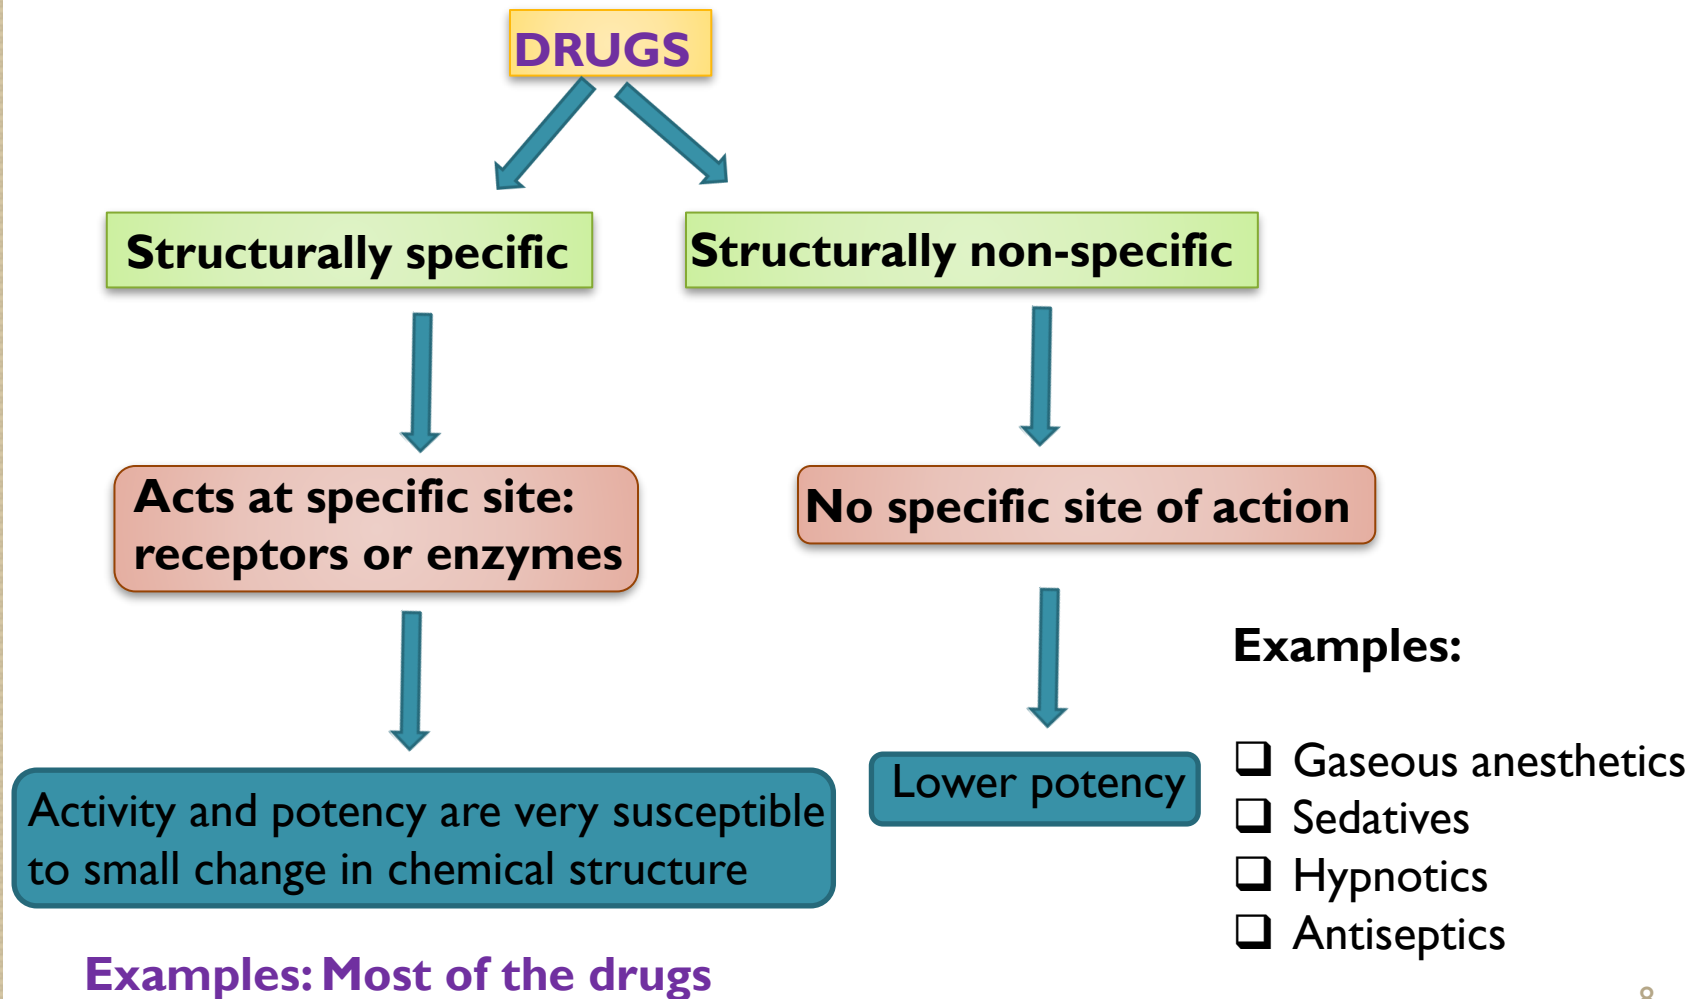 DRUGS
Structurally specific
Structurally non-specific
Acts at specific site:
receptors or enzymes
No specific site of action
Activity and potency are very susceptible
to small change in chemical structure
Lower potency
Examples:
Gaseous anesthetics
Sedatives
Hypnotics
Antiseptics
Examples: Most of the drugs